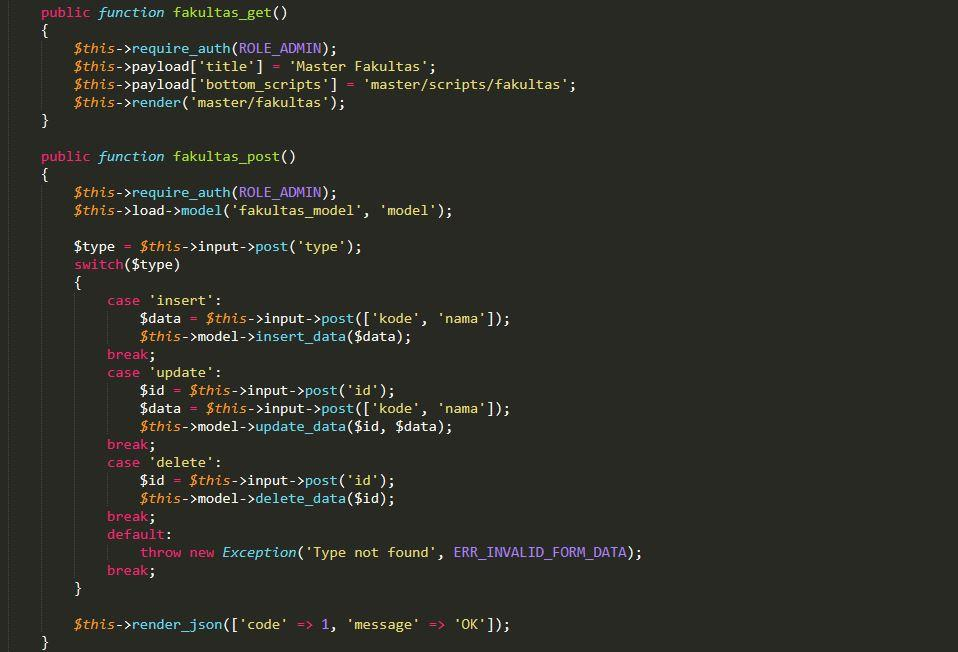 public function fakultas_get()
{
    $this->require_auth(ROLE_ADMIN);
    $this->payload['title'] = 'Master Fakultas';
    $this->payload['bottom_scripts'] = 'master/scripts/fakultas';
    $this->render('master/fakultas');
}

public function fakultas_post()
{
    $this->require_auth(ROLE_ADMIN);
    $this->load->model('fakultas_model', 'model');

    $type = $this->input->post('type');
    switch($type)
    {
        case 'insert':
            $data = $this->input->post(['kode', 'nama']);
            $this->model->insert_data($data);
        break;
        case 'update':
            $id = $this->input->post('id');
            $data = $this->input->post(['kode', 'nama']);
            $this->model->update_data($id, $data);
        break;
        case 'delete':
            $id = $this->input->post('id');
            $this->model->delete_data($id);
        break;
        default:
            throw new Exception('Type not found', ERR_INVALID_FORM_DATA);
        break;
    }

    $this->render_json(['code' => 1, 'message' => 'OK']);
}